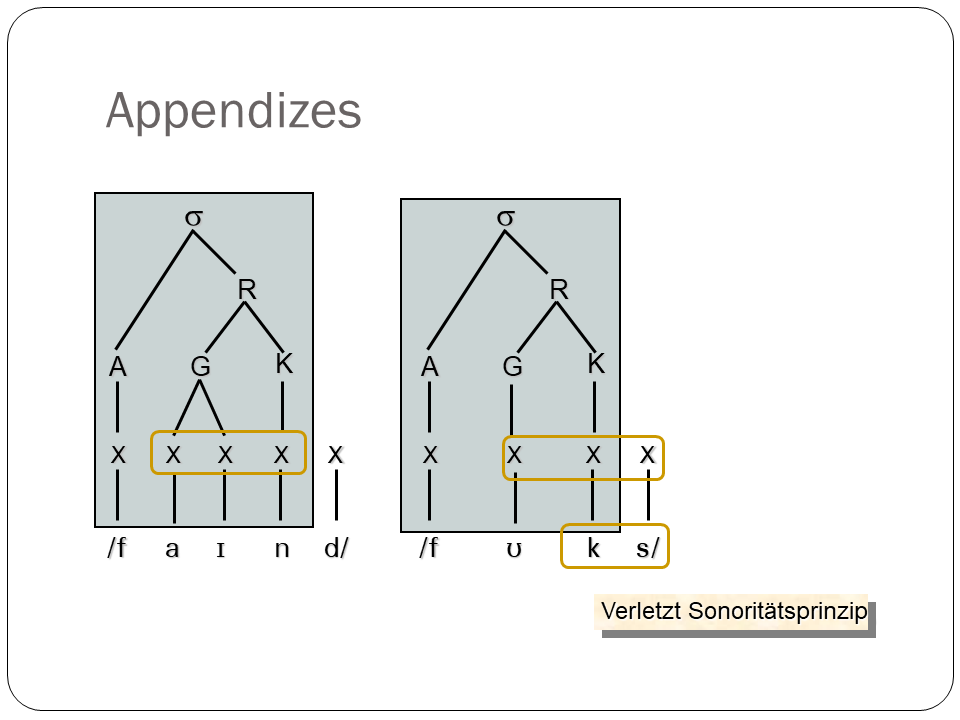 Appendizes
σ σ
R R
A G K A G K
x x x x x x x x x
/f a ɪ n d/ /f ʊ k s/
Verletzt Sonoritätsprinzip